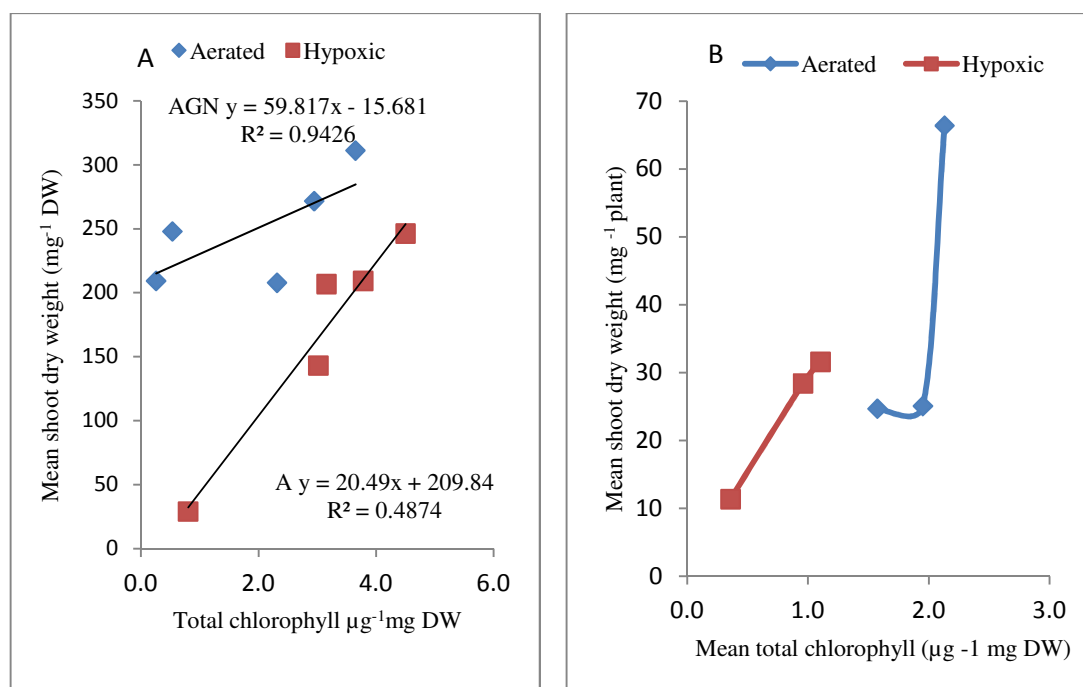 A
Aerated Hypoxic
AGN y = 59.817x - 15.681
R² = 0.9426
A y = 20.49x + 209.84
R² = 0.4874
350
300
250
200
150
100
50
0
0.0 2.0 4.0 6.0
Mean shoot dry weight (mg⁻¹ DW)
Total chlorophyll µg⁻¹mg DW
B
Aerated Hypoxic
70
60
50
40
30
20
10
0
0.0 1.0 2.0 3.0
Mean shoot dry weight (mg ⁻¹ plant)
Mean total chlorophyll (µg -1 mg DW)